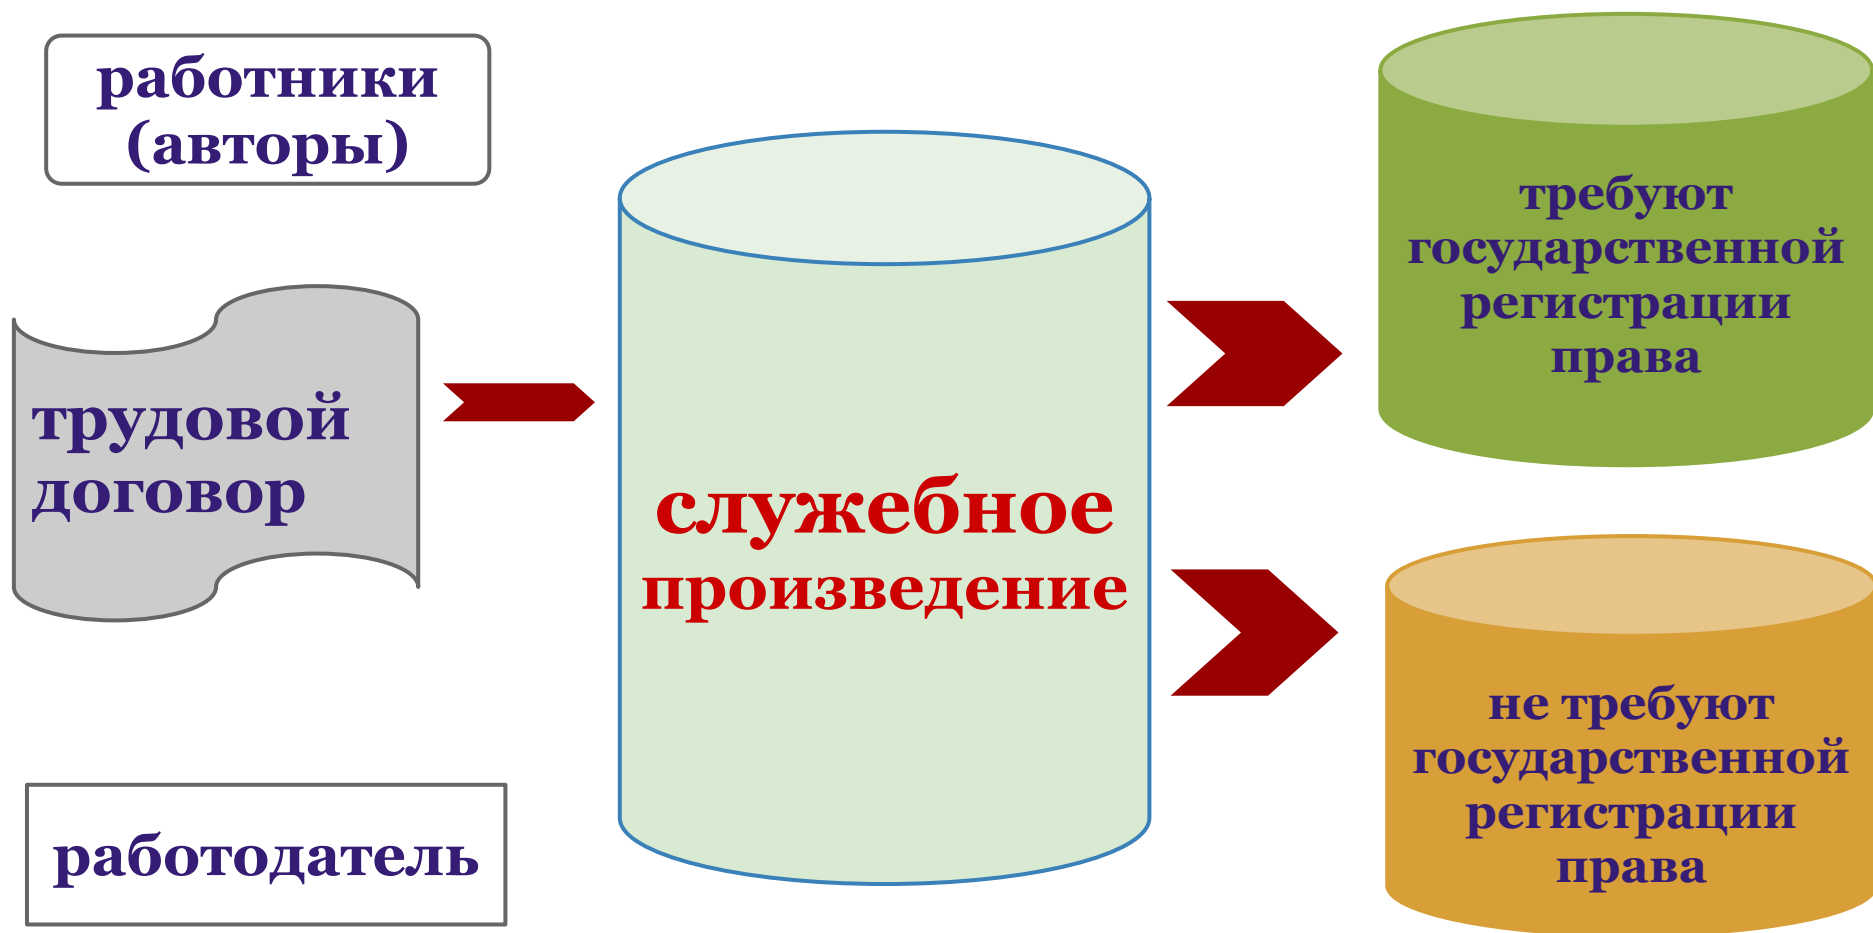 работники
(авторы)
трудовой
договор
работодатель
служебное
произведение
требуют
государственной
регистрации
права
не требуют
государственной
регистрации
права